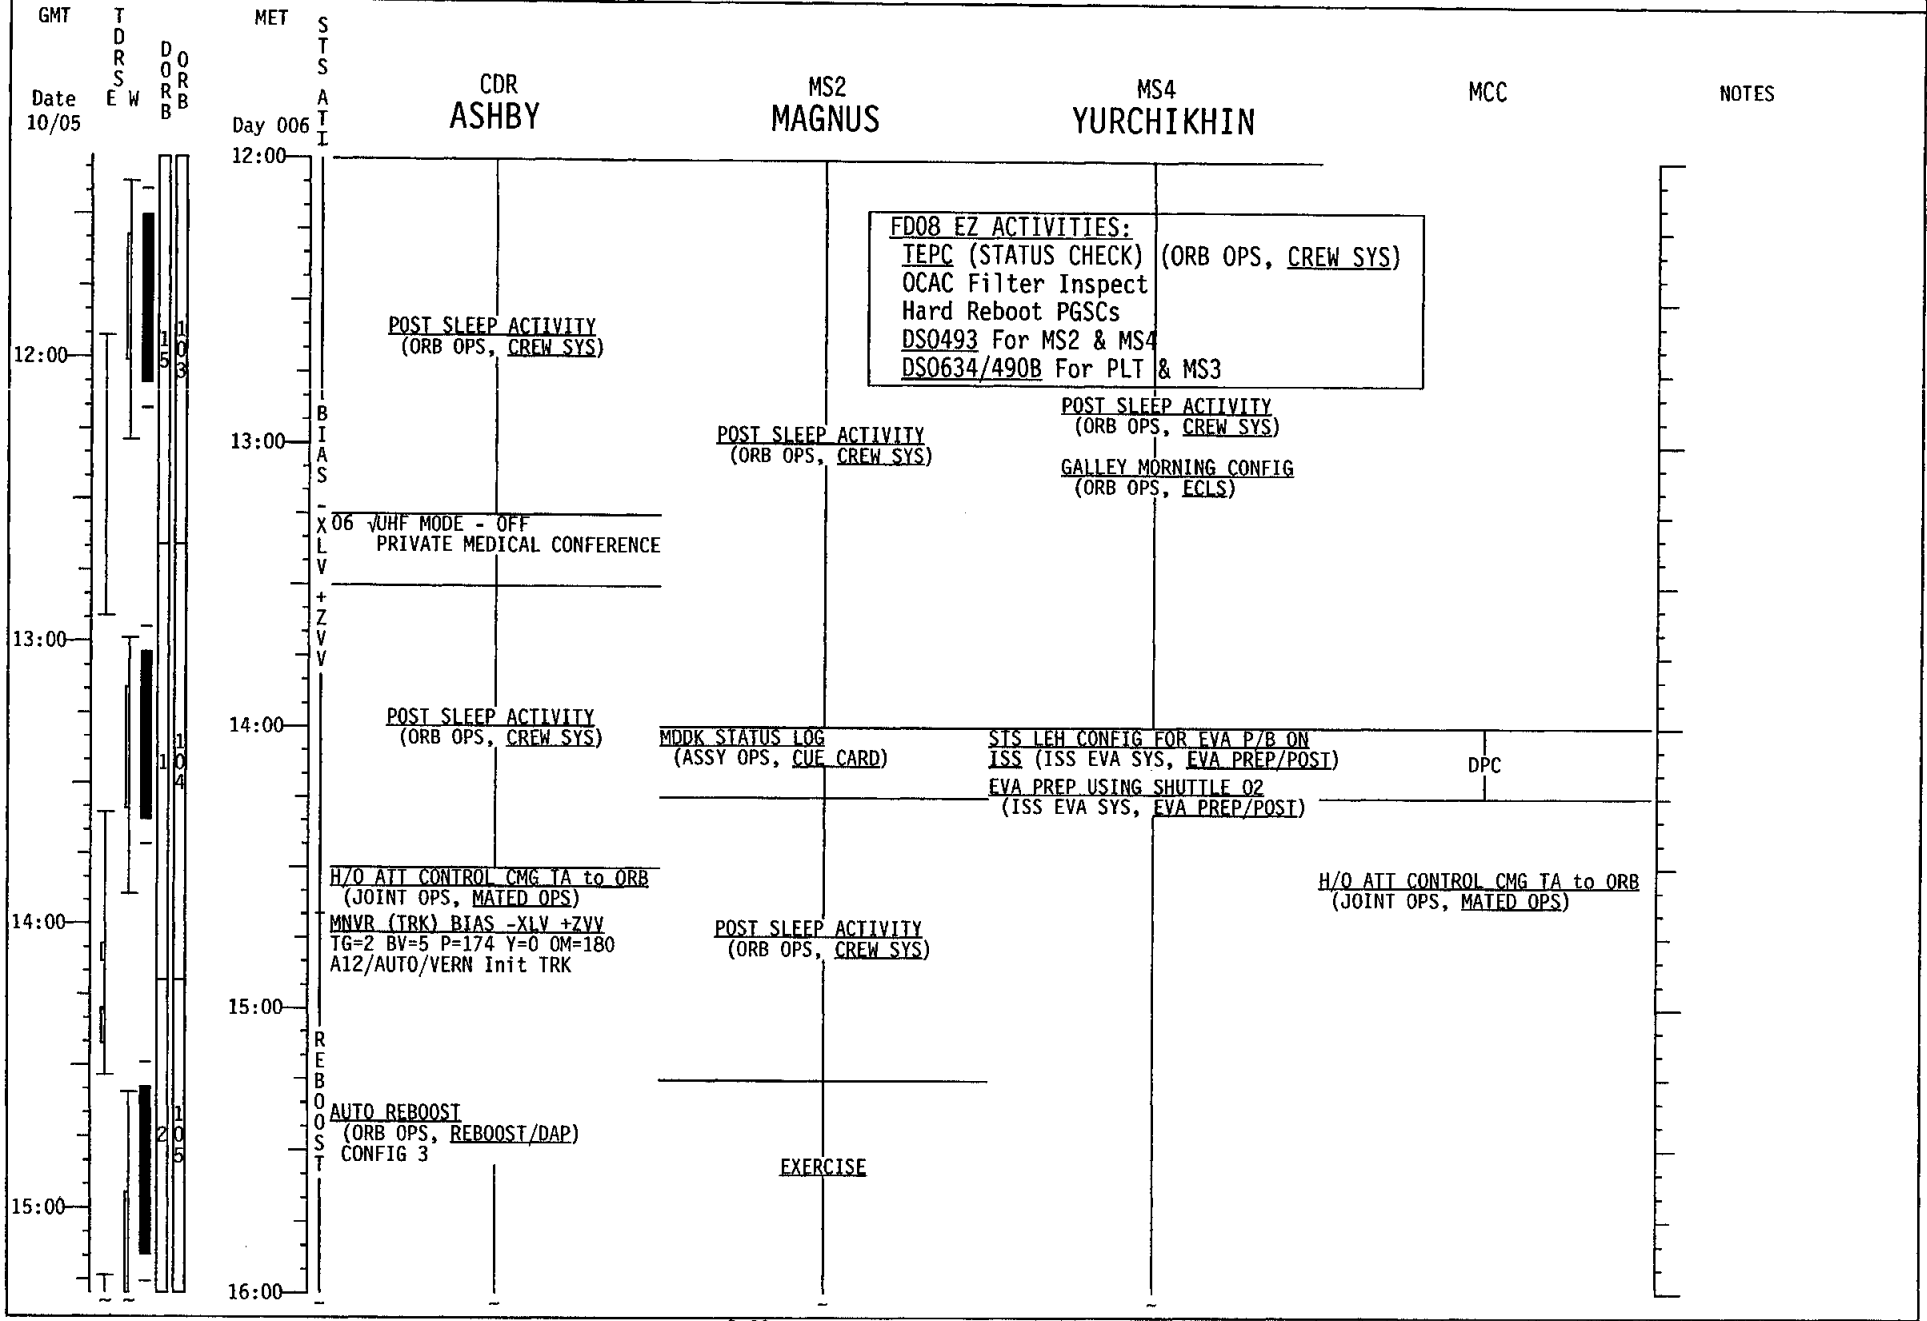 GMT
TDRS
E W
DORB
ORB
MET
STS ATT
Date
10/05
Day 006
CDR
ASHBY
MS2
MAGNUS
MS4
YURCHIKHIN
MCC
NOTES
12:00
FD08 EZ ACTIVITIES:
TEPC (STATUS CHECK) (ORB OPS, CREW SYS)
OCAC Filter Inspect
Hard Reboot PGSCs
DSO493 For MS2 & MS4
DSO634/490B For PLT & MS3
12:00
15
103
POST SLEEP ACTIVITY
(ORB OPS, CREW SYS)
BIAS -XLV +ZVV
13:00
POST SLEEP ACTIVITY
(ORB OPS, CREW SYS)
POST SLEEP ACTIVITY
(ORB OPS, CREW SYS)
GALLEY MORNING CONFIG
(ORB OPS, ECLS)
06 √UHF MODE - OFF
PRIVATE MEDICAL CONFERENCE
13:00
1
104
14:00
POST SLEEP ACTIVITY
(ORB OPS, CREW SYS)
MDDK STATUS LOG
(ASSY OPS, CUE CARD)
STS LEH CONFIG FOR EVA P/B ON
ISS (ISS EVA SYS, EVA PREP/POST)
EVA PREP USING SHUTTLE O2
(ISS EVA SYS, EVA PREP/POST)
DPC
H/O ATT CONTROL CMG TA to ORB
(JOINT OPS, MATED OPS)
MNVR (TRK) BIAS -XLV +ZVV
TG=2 BV=5 P=174 Y=0 OM=180
A12/AUTO/VERN Init TRK
POST SLEEP ACTIVITY
(ORB OPS, CREW SYS)
H/O ATT CONTROL CMG TA to ORB
(JOINT OPS, MATED OPS)
14:00
15:00
REBOOST
2
105
AUTO REBOOST
(ORB OPS, REBOOST/DAP)
CONFIG 3
EXERCISE
15:00
16:00